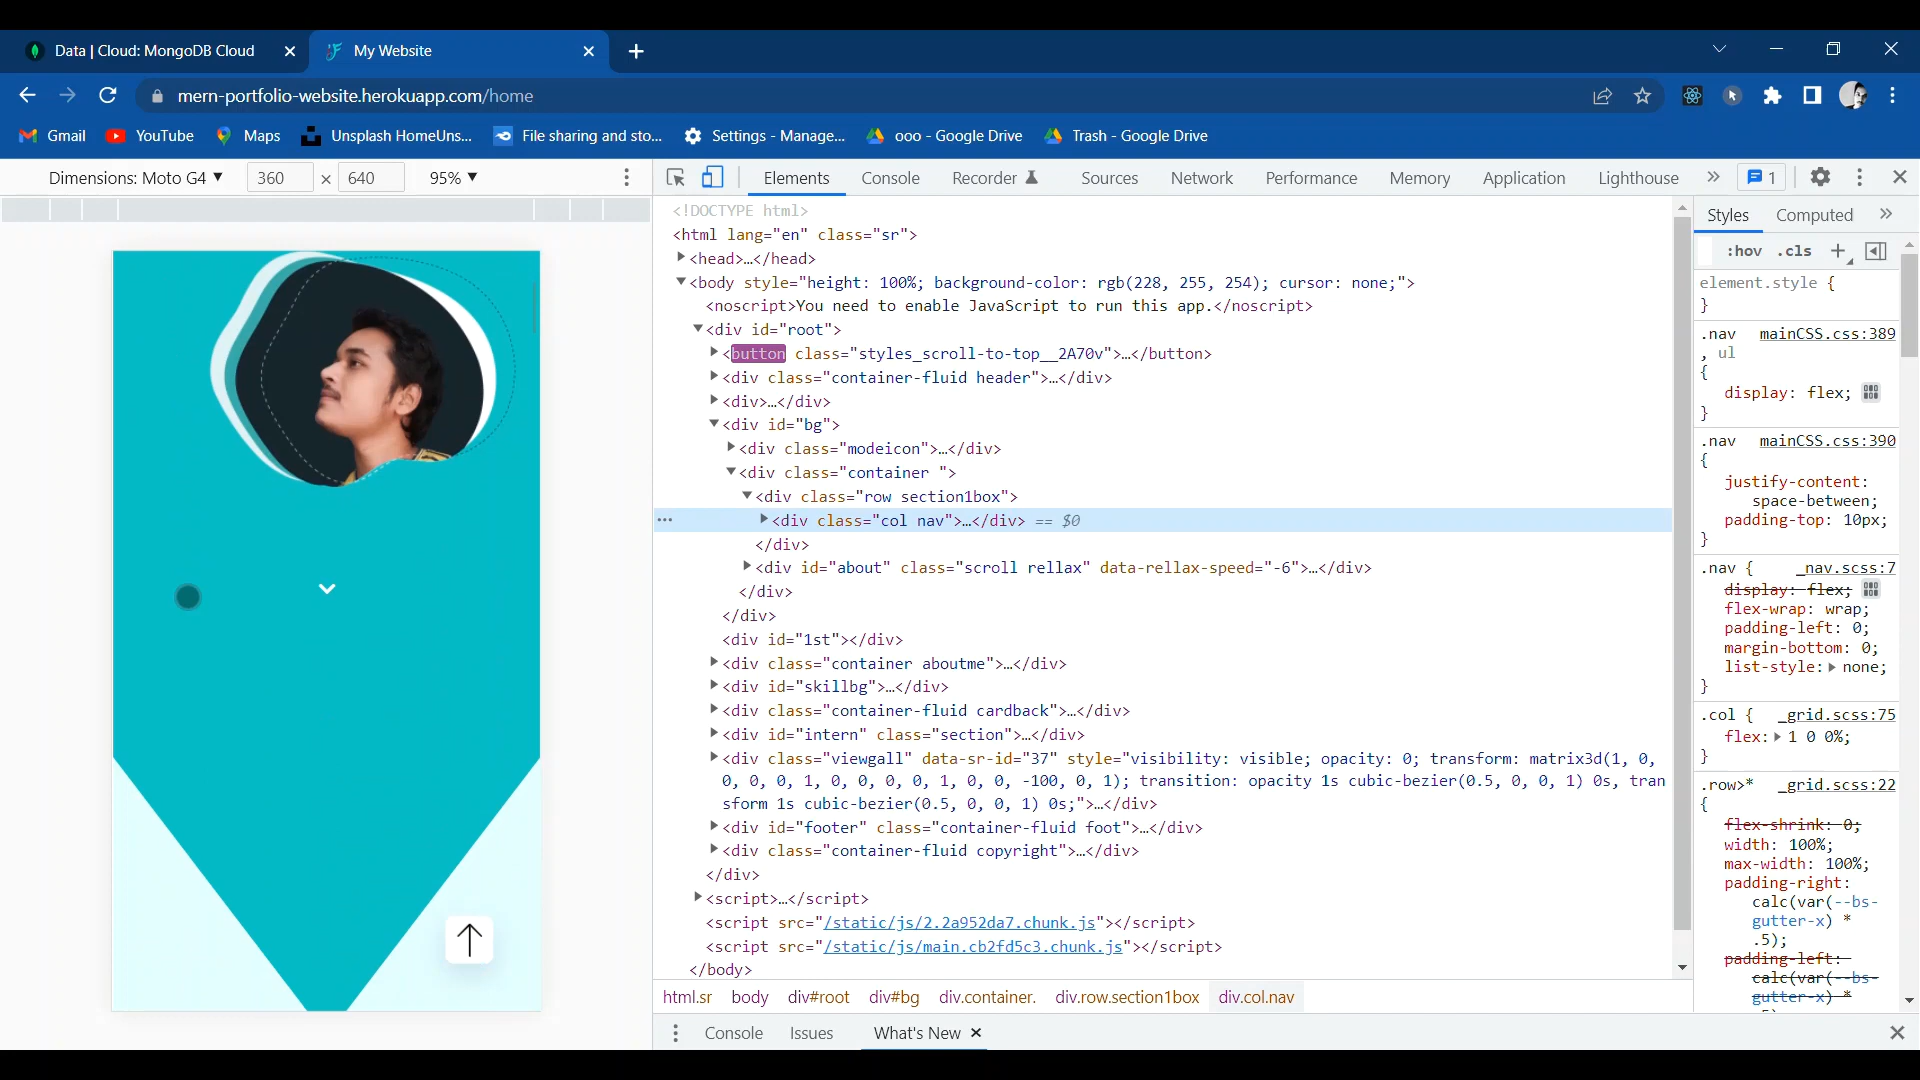 Data | Cloud: MongoDB Cloud
My Website
mern-portfolio-website.herokuapp.com/home
Gmail
YouTube
Maps
Unsplash HomeUns...
File sharing and sto...
Settings - Manage...
ooo - Google Drive
Trash - Google Drive
Dimensions: Moto G4 ▼
360 × 640
95% ▼
Elements
Console
Recorder
Sources
Network
Performance
Memory
Application
Lighthouse
»
1
<!DOCTYPE html>
<html lang="en" class="sr">
▶<head>…</head>
▼<body style="height: 100%; background-color: rgb(228, 255, 254); cursor: none;">
<noscript>You need to enable JavaScript to run this app.</noscript>
▼<div id="root">
▶<button class="styles_scroll-to-top__2A70v">…</button>
▶<div class="container-fluid header">…</div>
▶<div>…</div>
▼<div id="bg">
▶<div class="modeicon">…</div>
▼<div class="container ">
▼<div class="row section1box">
… ▶<div class="col nav">…</div> == $0
</div>
▶<div id="about" class="scroll rellax" data-rellax-speed="-6">…</div>
</div>
</div>
<div id="1st"></div>
▶<div class="container aboutme">…</div>
▶<div id="skillbg">…</div>
▶<div class="container-fluid cardback">…</div>
▶<div id="intern" class="section">…</div>
▶<div class="viewgall" data-sr-id="37" style="visibility: visible; opacity: 0; transform: matrix3d(1, 0,
0, 0, 0, 1, 0, 0, 0, 0, 1, 0, 0, -100, 0, 1); transition: opacity 1s cubic-bezier(0.5, 0, 0, 1) 0s, tran
sform 1s cubic-bezier(0.5, 0, 0, 1) 0s;">…</div>
▶<div id="footer" class="container-fluid foot">…</div>
▶<div class="container-fluid copyright">…</div>
</div>
▶<script>…</script>
<script src="/static/js/2.2a952da7.chunk.js"></script>
<script src="/static/js/main.cb2fd5c3.chunk.js"></script>
</body>
html.sr body div#root div#bg div.container. div.row.section1box div.col.nav
Console
Issues
What's New
Styles
Computed
»
:hov .cls +
element.style {
}
.nav mainCSS.css:389
, ul
{
display: flex;
}
.nav mainCSS.css:390
{
justify-content:
space-between;
padding-top: 10px;
}
.nav { _nav.scss:7
display: flex;
flex-wrap: wrap;
padding-left: 0;
margin-bottom: 0;
list-style:▶ none;
}
.col { _grid.scss:75
flex:▶ 1 0 0%;
}
.row>* _grid.scss:22
{
flex-shrink: 0;
width: 100%;
max-width: 100%;
padding-right:
calc(var(--bs-
gutter-x) *
.5);
padding-left:
calc(var(--bs-
gutter-x) *